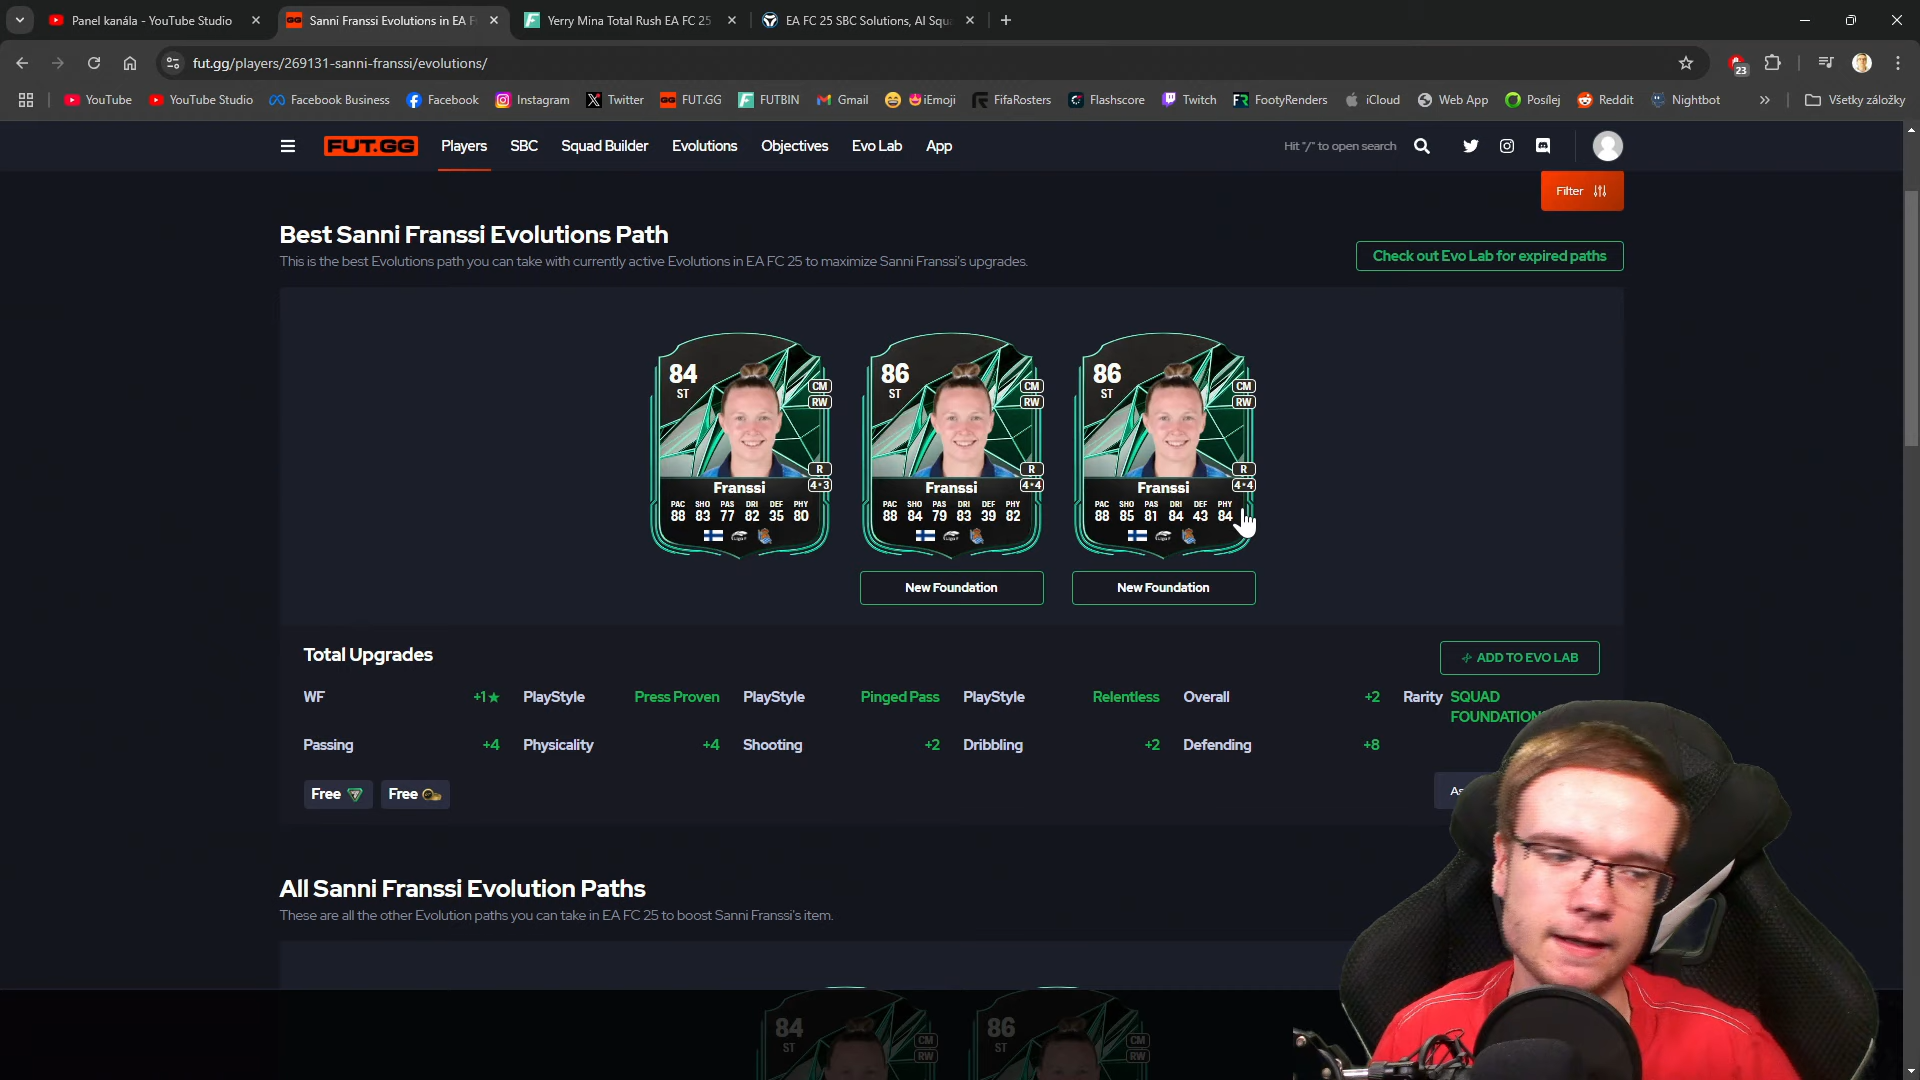 Panel kanála - YouTube Studio
Sanni Franssi Evolutions in EA F
Yerry Mina Total Rush EA FC 25
EA FC 25 SBC Solutions, AI Squ
fut.gg/players/269131-sanni-franssi/evolutions/
23
YouTube YouTube Studio Facebook Business Facebook Instagram Twitter FUT.GG FUTBIN Gmail iEmoji FifaRosters Flashscore Twitch FootyRenders iCloud Web App Posílej Reddit Nightbot Všetky záložky
FUT.GG Players SBC Squad Builder Evolutions Objectives Evo Lab App Hit "/" to open search
Filter
Best Sanni Franssi Evolutions Path
This is the best Evolutions path you can take with currently active Evolutions in EA FC 25 to maximize Sanni Franssi's upgrades.
Check out Evo Lab for expired paths
84 ST CM RW R 4•3
Franssi
PAC SHO PAS DRI DEF PHY
88 83 77 82 35 80
86 ST CM RW R 4•4
Franssi
PAC SHO PAS DRI DEF PHY
88 84 79 83 39 82
New Foundation
86 ST CM RW R 4•4
Franssi
PAC SHO PAS DRI DEF PHY
88 85 81 84 43 84
New Foundation
Total Upgrades
ADD TO EVO LAB
WF +1★ PlayStyle Press Proven PlayStyle Pinged Pass PlayStyle Relentless Overall +2 Rarity SQUAD
FOUNDATION
Passing +4 Physicality +4 Shooting +2 Dribbling +2 Defending +8
Free Free
All Sanni Franssi Evolution Paths
These are all the other Evolution paths you can take in EA FC 25 to boost Sanni Franssi's item.
84 ST CM RW
86 ST CM RW